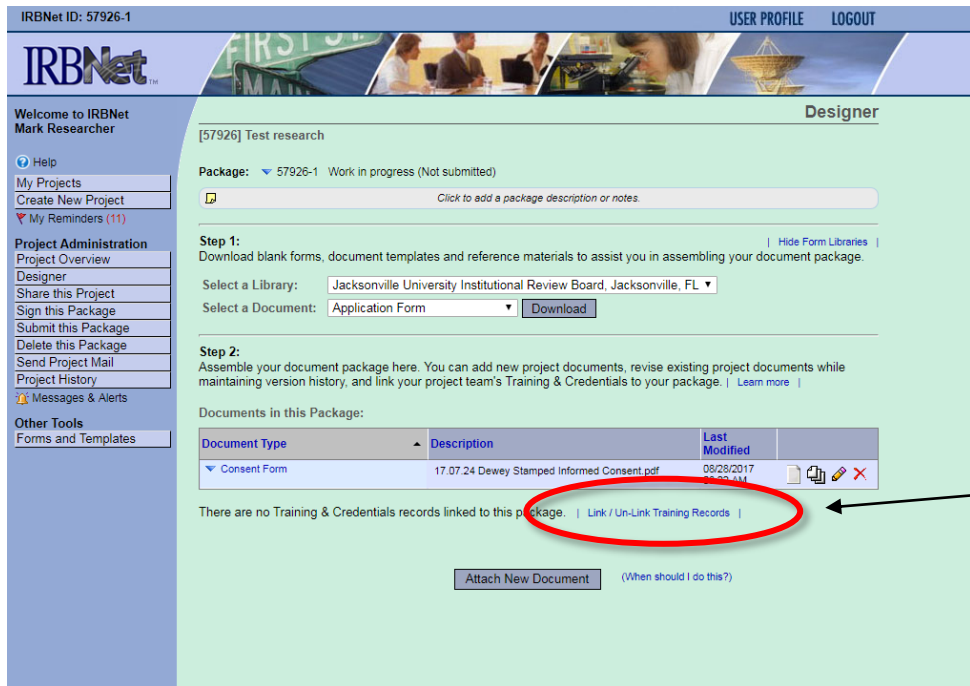 IRBNet ID: 57926-1
USER PROFILE LOGOUT
IRBNet™
FIRST ST
MAIN
Welcome to IRBNet
Mark Researcher
Help
My Projects
Create New Project
My Reminders (11)
Project Administration
Project Overview
Designer
Share this Project
Sign this Package
Submit this Package
Delete this Package
Send Project Mail
Project History
Messages & Alerts
Other Tools
Forms and Templates
Designer
[57926] Test research
Package: 57926-1 Work in progress (Not submitted)
Click to add a package description or notes.
Step 1: | Hide Form Libraries |
Download blank forms, document templates and reference materials to assist you in assembling your document package.
Select a Library: Jacksonville University Institutional Review Board, Jacksonville, FL
Select a Document: Application Form Download
Step 2:
Assemble your document package here. You can add new project documents, revise existing project documents while
maintaining version history, and link your project team's Training & Credentials to your package. | Learn more |
Documents in this Package:
Document Type Description Last
Modified
Consent Form 17.07.24 Dewey Stamped Informed Consent.pdf 08/28/2017
AM
There are no Training & Credentials records linked to this package. | Link / Un-Link Training Records |
Attach New Document (When should I do this?)